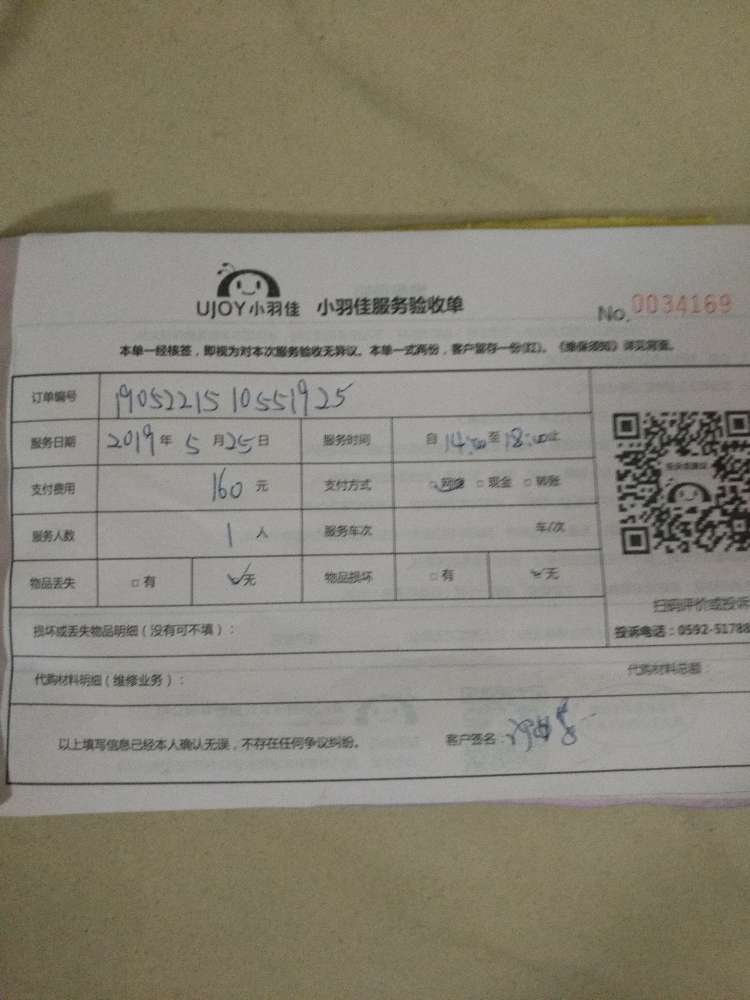 UJOY小羽佳 小羽佳服务验收单 No.0034169
本单一经核签，即视为对本次服务验收无异议。本单一式两份，客户留存一份(红)。《维保须知》详见背面。
订单编号 1905221510551925
服务日期 2019年5月25日 服务时间 自14:00至18:00止
支付费用 160元 支付方式 □网络 □现金 □转账
服务人数 1人 服务车次 车/次
物品丢失 □有 ✓无 物品损坏 □有 ✓无
扫码评价或投诉
投诉电话：0592-51788
损坏或丢失物品明细（没有可不填）：
代购材料明细（维修业务）： 代购材料总额：
以上填写信息已经本人确认无误，不存在任何争议纠纷。 客户签名：